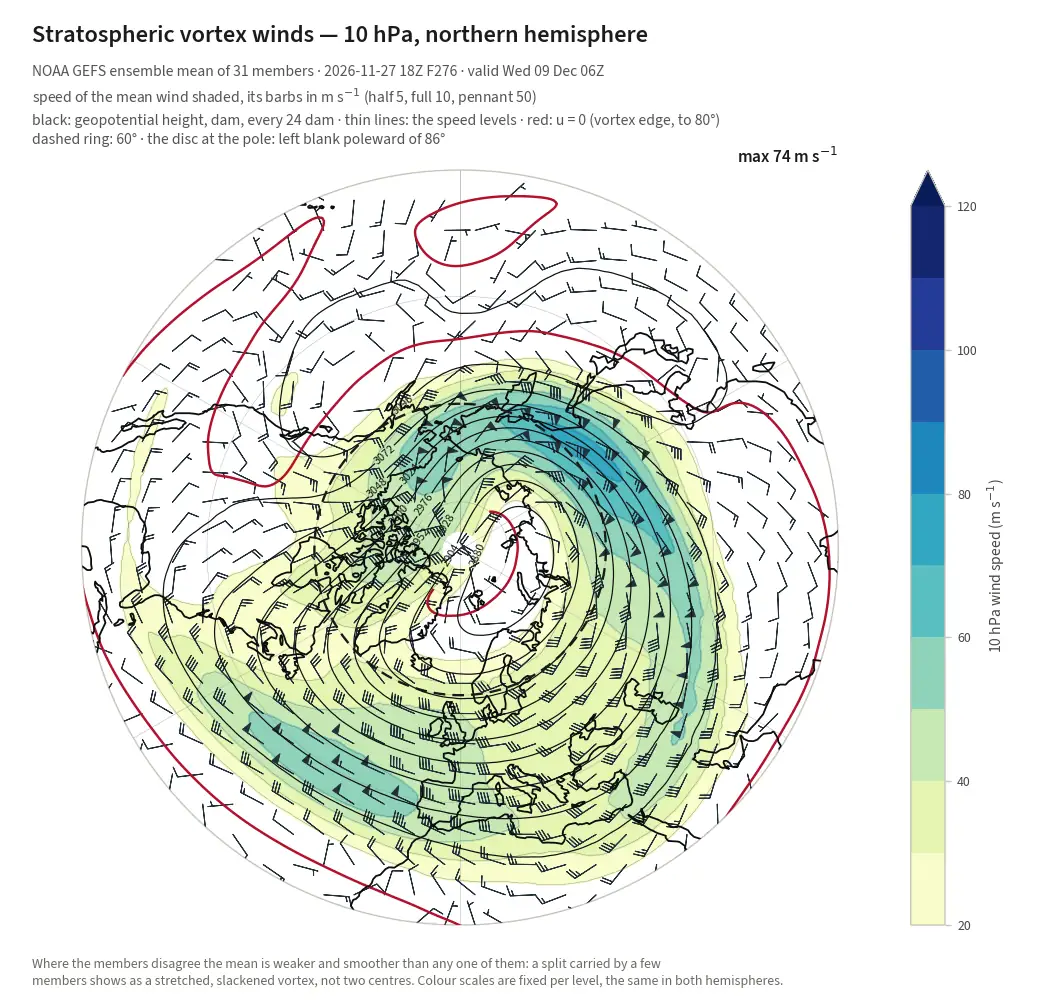 Stratospheric vortex winds — 10 hPa, northern hemisphere
NOAA GEFS ensemble mean of 31 members · 2026-11-27 18Z F276 · valid Wed 09 Dec 06Z
speed of the mean wind shaded, its barbs in m s⁻¹ (half 5, full 10, pennant 50)
black: geopotential height, dam, every 24 dam · thin lines: the speed levels · red: u = 0 (vortex edge, to 80°)
dashed ring: 60° · the disc at the pole: left blank poleward of 86°
max 74 m s⁻¹
120
100
80
60
40
20
10 hPa wind speed (m s⁻¹)
3072
2976
Where the members disagree the mean is weaker and smoother than any one of them: a split carried by a few
members shows as a stretched, slackened vortex, not two centres. Colour scales are fixed per level, the same in both hemispheres.